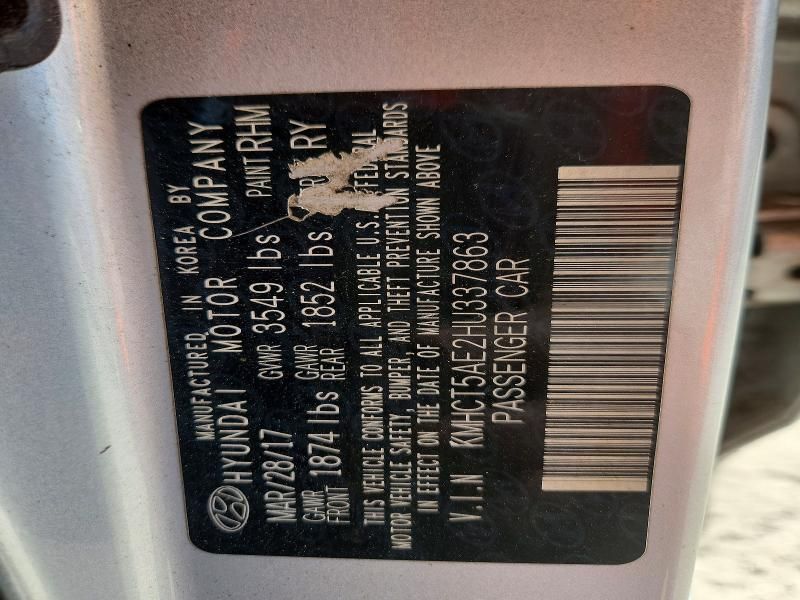 MANUFACTURED IN KOREA BY
HYUNDAI MOTOR COMPANY
MAR/28/17 GVWR 3549 lbs PAINT RHM
GAWR FRONT 1874 lbs GAWR REAR 1852 lbs RY
THIS VEHICLE CONFORMS TO ALL APPLICABLE U.S. FEDERAL
MOTOR VEHICLE SAFETY, BUMPER, AND THEFT PREVENTION STANDARDS
IN EFFECT ON THE DATE OF MANUFACTURE SHOWN ABOVE
V.I.N KMHCT5AE2HU337863
PASSENGER CAR